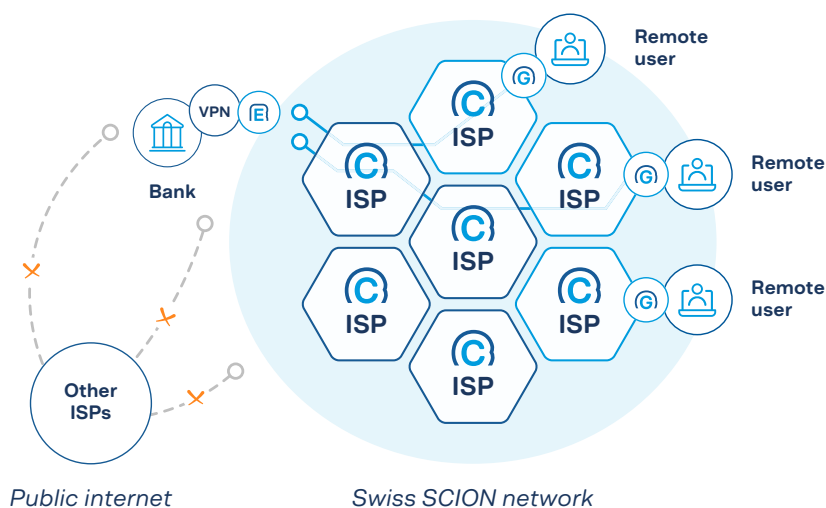 Remote
user
G
C
ISP
VPN
E
Bank
C
ISP
C
ISP
G
Remote
user
C
ISP
C
ISP
C
ISP
G
Remote
user
C
ISP
Other
ISPs
Public internet
Swiss SCION network